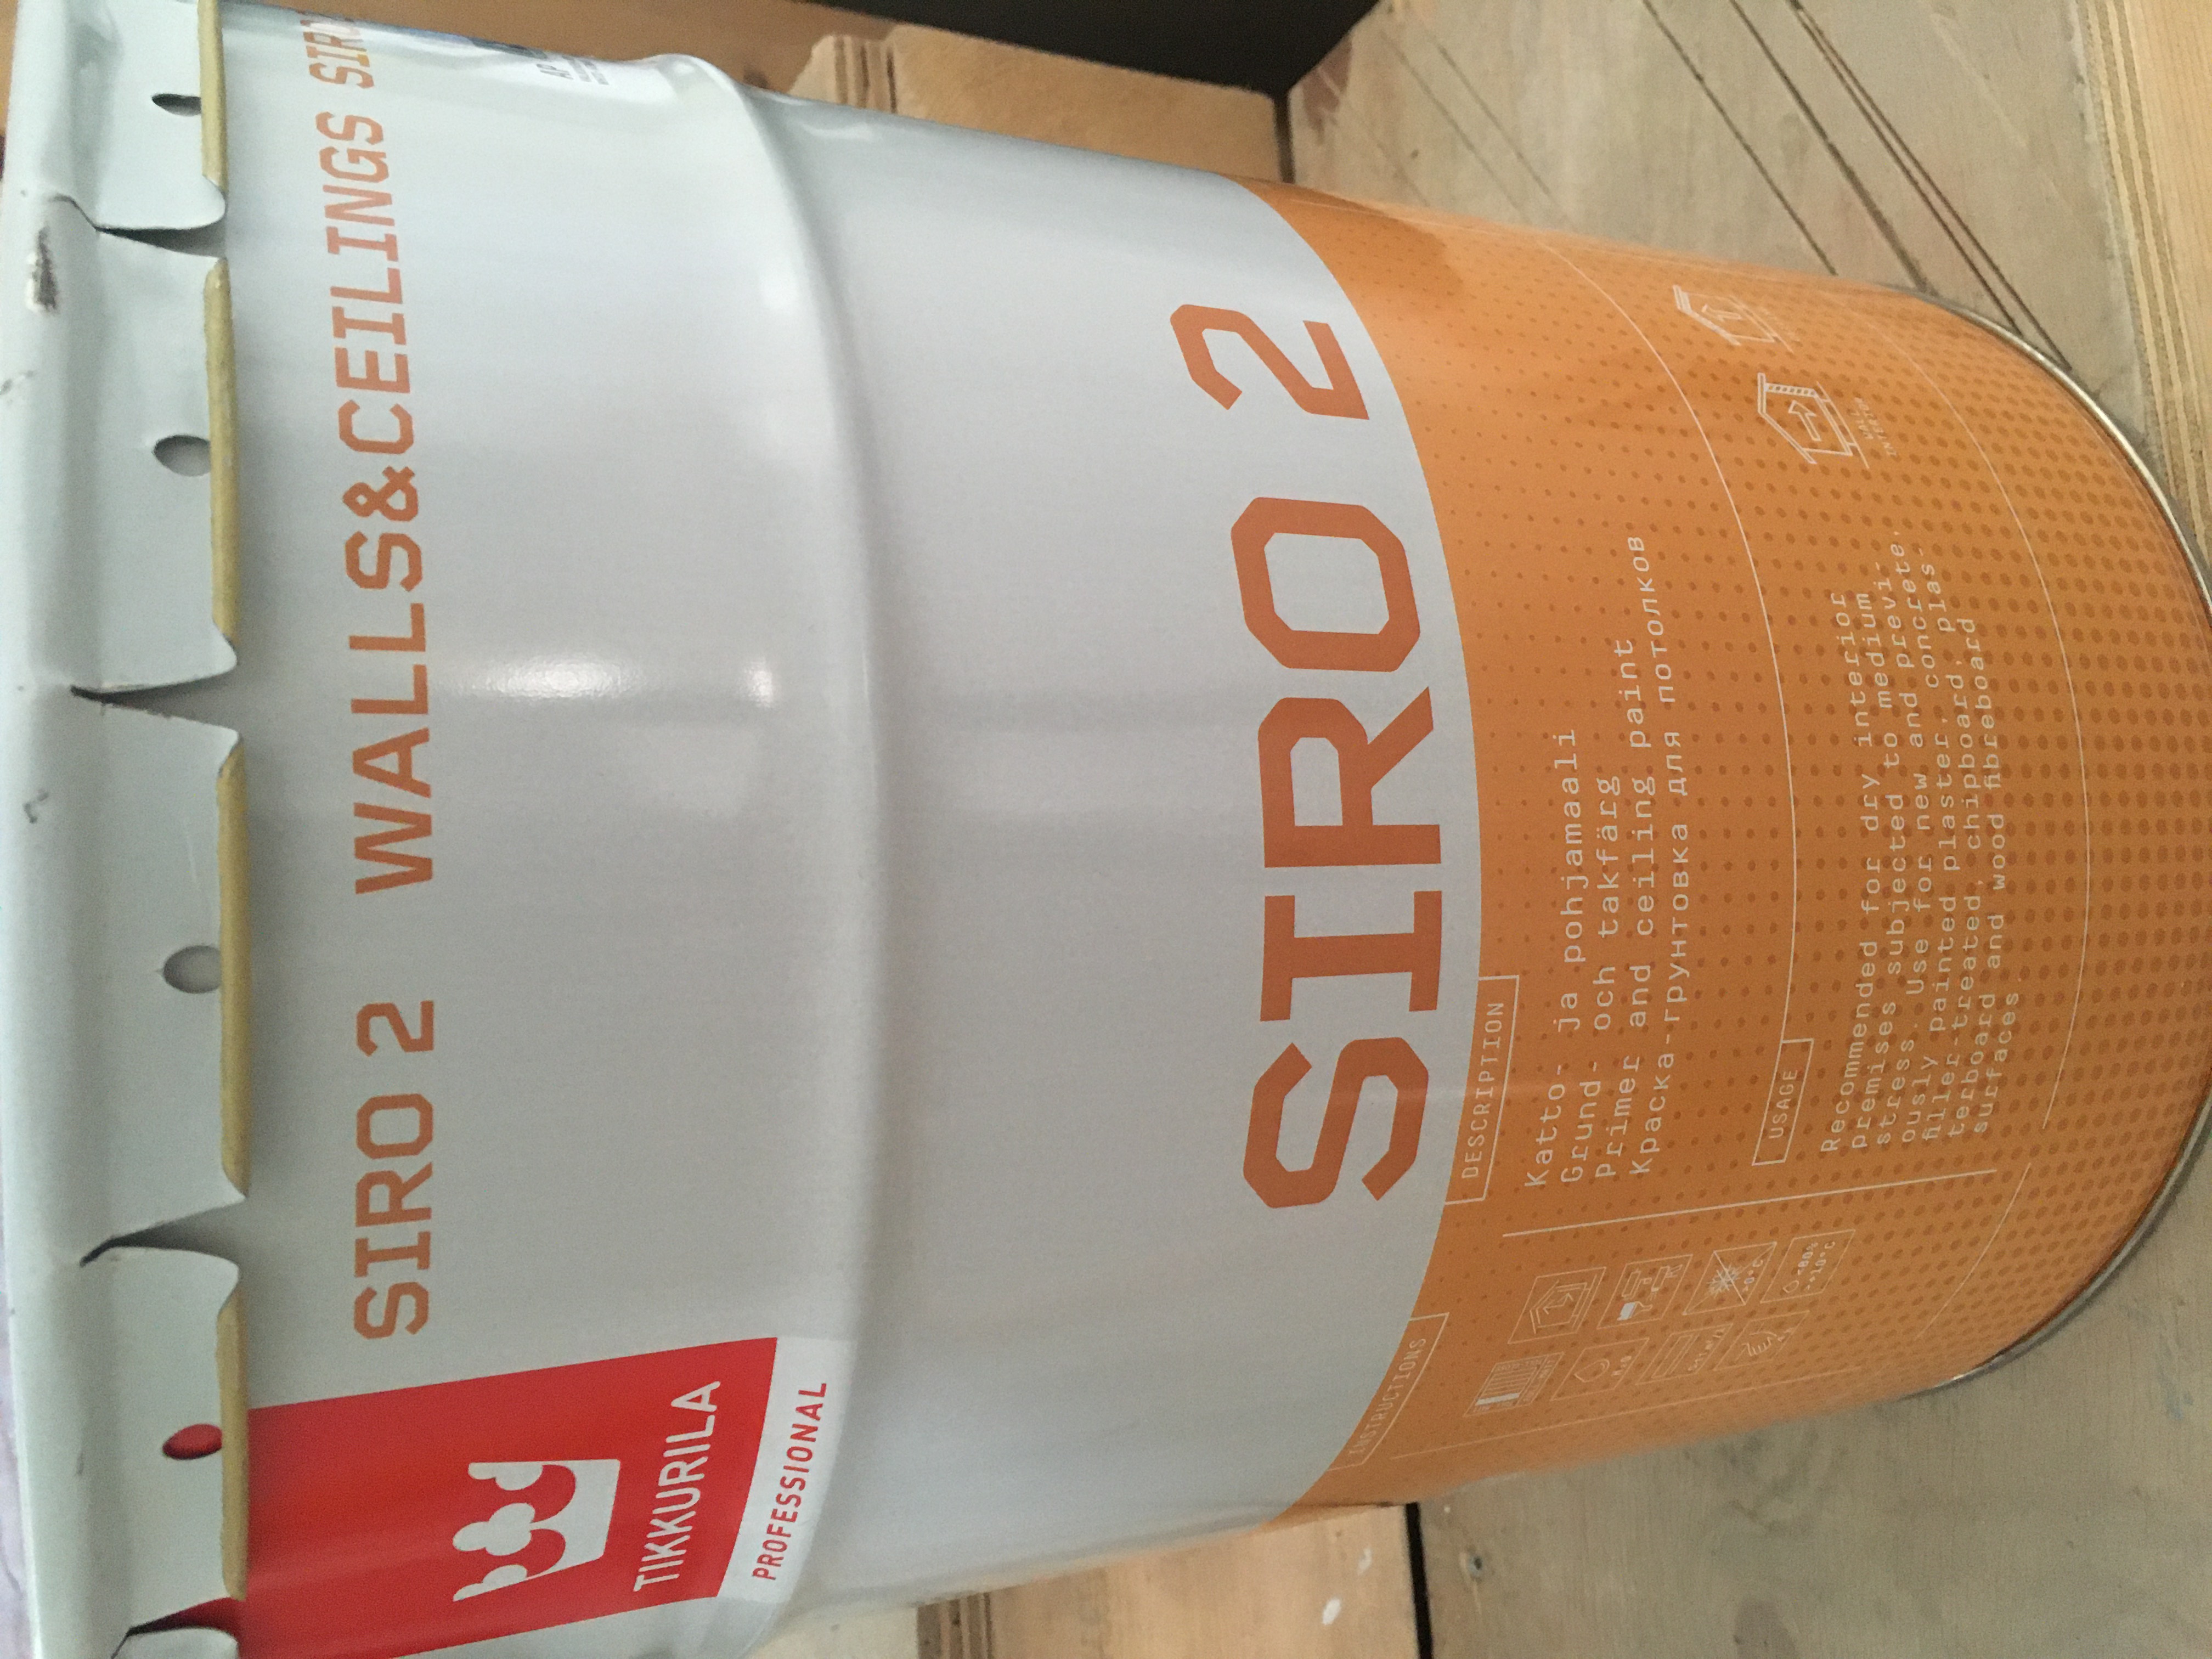 SIRO 2 WALLS&CEILINGS SIRO
TIKKURILA
PROFESSIONAL
SIRO 2
DESCRIPTION
Katto- ja pohjamaali
Grund- och takfärg
Primer and ceiling paint
Краска-грунтовка для потолков
USAGE
Recommended for dry interior
premises subjected to medium
stress. Use for new and previ-
ously painted plaster, concrete,
filler-treated, chipboard, plas-
terboard and wood fibreboard
surfaces.
INSTRUCTIONS